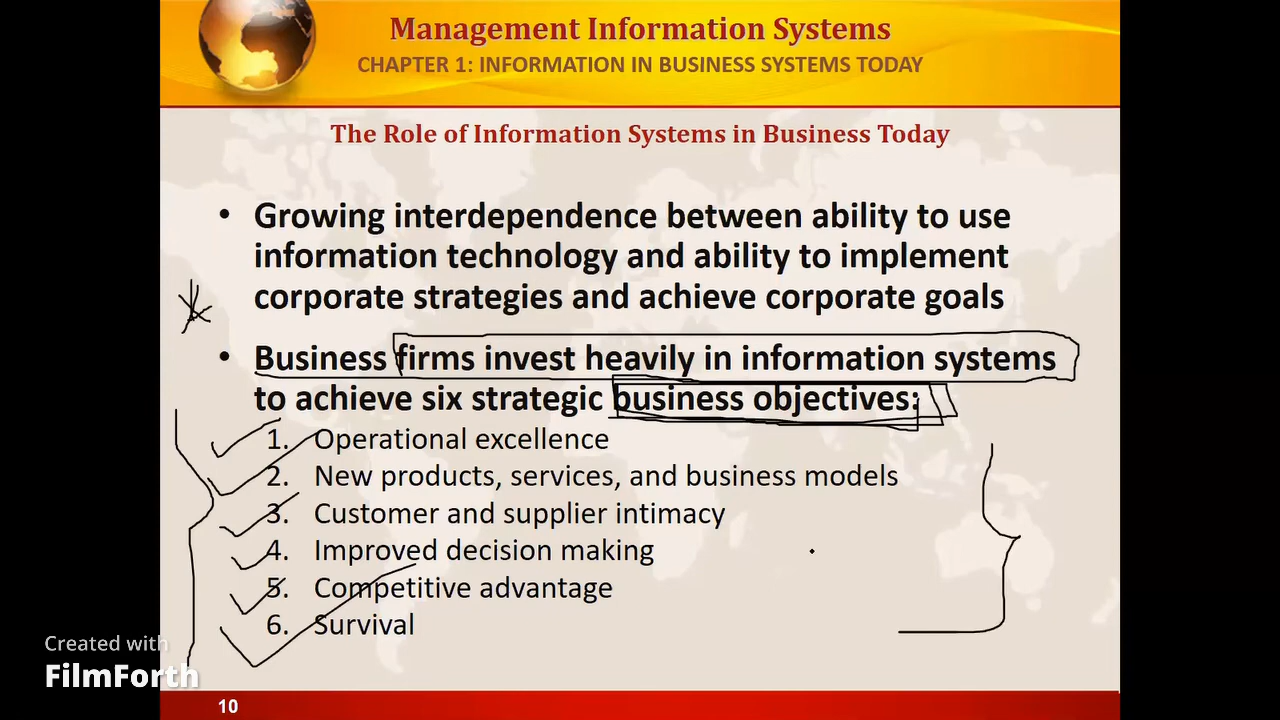 Management Information Systems
CHAPTER 1: INFORMATION IN BUSINESS SYSTEMS TODAY
The Role of Information Systems in Business Today
• Growing interdependence between ability to use
information technology and ability to implement
corporate strategies and achieve corporate goals
• Business firms invest heavily in information systems
to achieve six strategic business objectives:
1. Operational excellence
2. New products, services, and business models
3. Customer and supplier intimacy
4. Improved decision making
5. Competitive advantage
6. Survival
Created with
FilmForth
10